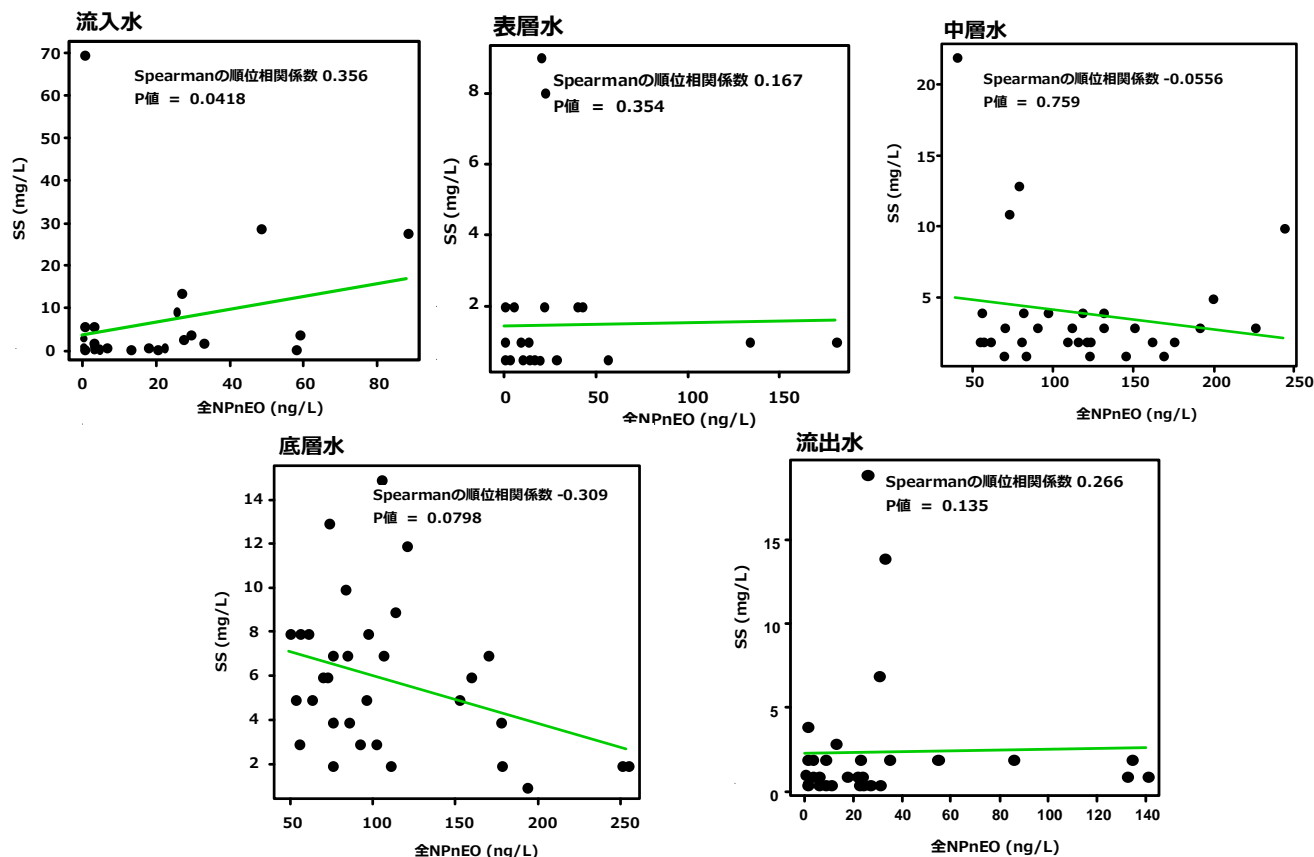 流入水
Spearmanの順位相関係数 0.356
P値 = 0.0418
70
60
50
40
30
20
10
0
SS (mg/L)
0 20 40 60 80
全NPnEO (ng/L)
表層水
Spearmanの順位相関係数 0.167
P値 = 0.354
8
6
4
2
0
SS (mg/L)
0 50 100 150
全NPnEO (ng/L)
中層水
Spearmanの順位相関係数 -0.0556
P値 = 0.759
20
15
10
5
SS (mg/L)
50 100 150 200 250
全NPnEO (ng/L)
底層水
Spearmanの順位相関係数 -0.309
P値 = 0.0798
14
12
10
8
6
4
2
SS (mg/L)
50 100 150 200 250
全NPnEO (ng/L)
流出水
Spearmanの順位相関係数 0.266
P値 = 0.135
15
10
5
0
SS (mg/L)
0 20 40 60 80 100 120 140
全NPnEO (ng/L)